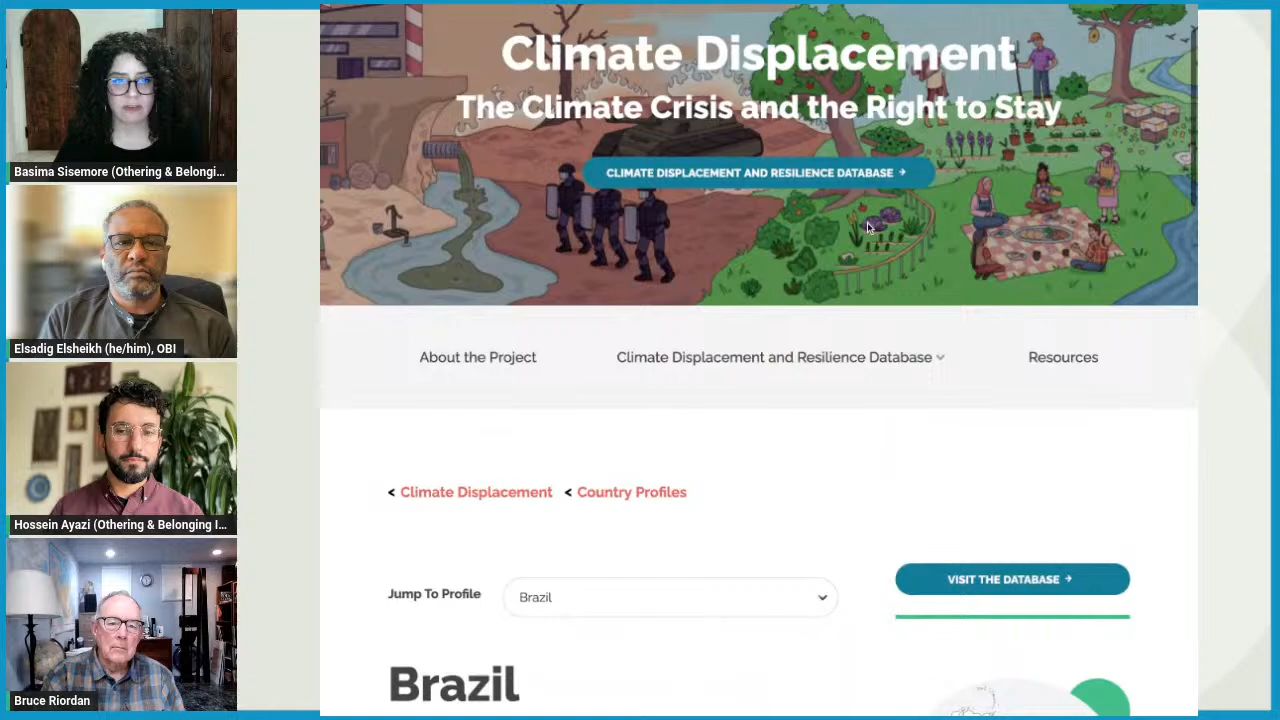 Basima Sisemore (Othering & Belongi...
Elsadig Elsheikh (he/him), OBI
Hossein Ayazi (Othering & Belonging I...
Bruce Riordan
Climate Displacement
The Climate Crisis and the Right to Stay
CLIMATE DISPLACEMENT AND RESILIENCE DATABASE →
About the Project
Climate Displacement and Resilience Database
Resources
< Climate Displacement < Country Profiles
Jump To Profile
Brazil
VISIT THE DATABASE →
Brazil